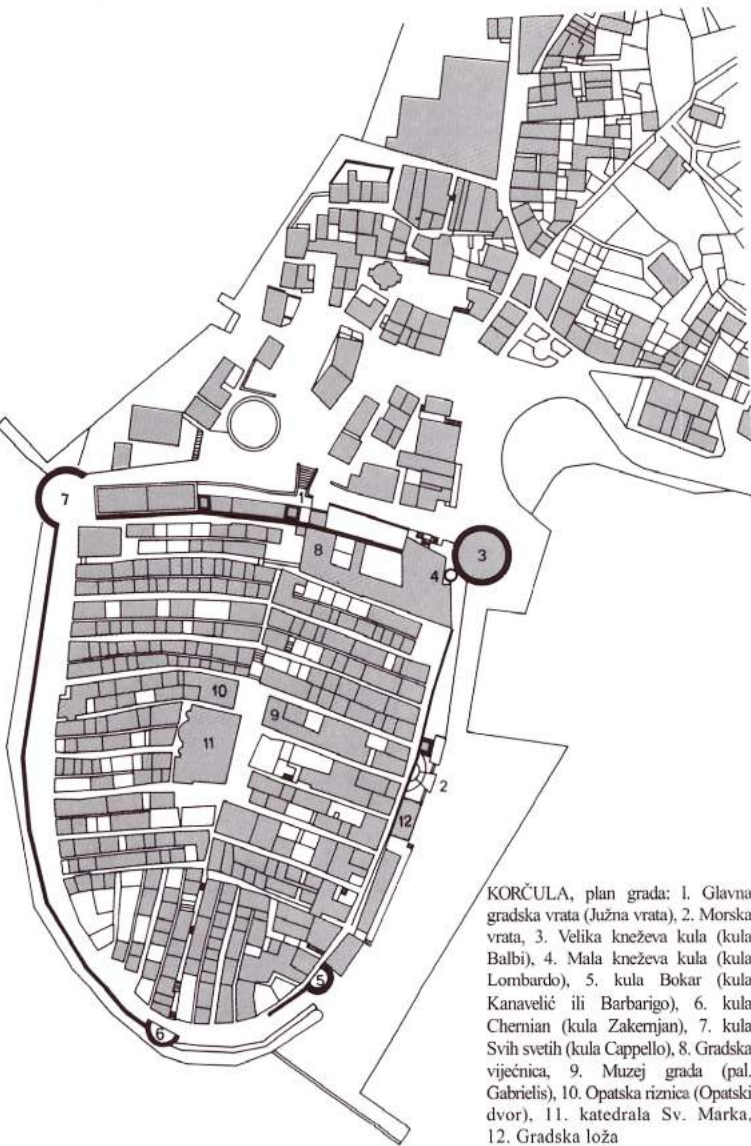 7
1
3
8
4
10
9
11
2
12
5
6
KORČULA, plan grada: l. Glavna
gradska vrata (Južna vrata), 2. Morska
vrata, 3. Velika kneževa kula (kula
Balbi), 4. Mala kneževa kula (kula
Lombardo), 5. kula Bokar (kula
Kanavelić ili Barbarigo), 6. kula
Chernian (kula Zakernjan), 7. kula
Svih svetih (kula Cappello), 8. Gradska
vijećnica, 9. Muzej grada (pal.
Gabrielis), 10. Opatska riznica (Opatski
dvor), 11. katedrala Sv. Marka,
12. Gradska loža